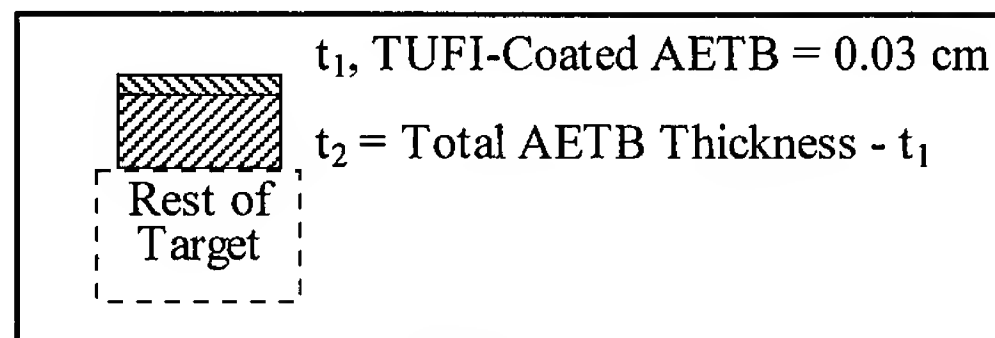 t₁, TUFI-Coated AETB = 0.03 cm
t₂ = Total AETB Thickness - t₁
Rest of
Target